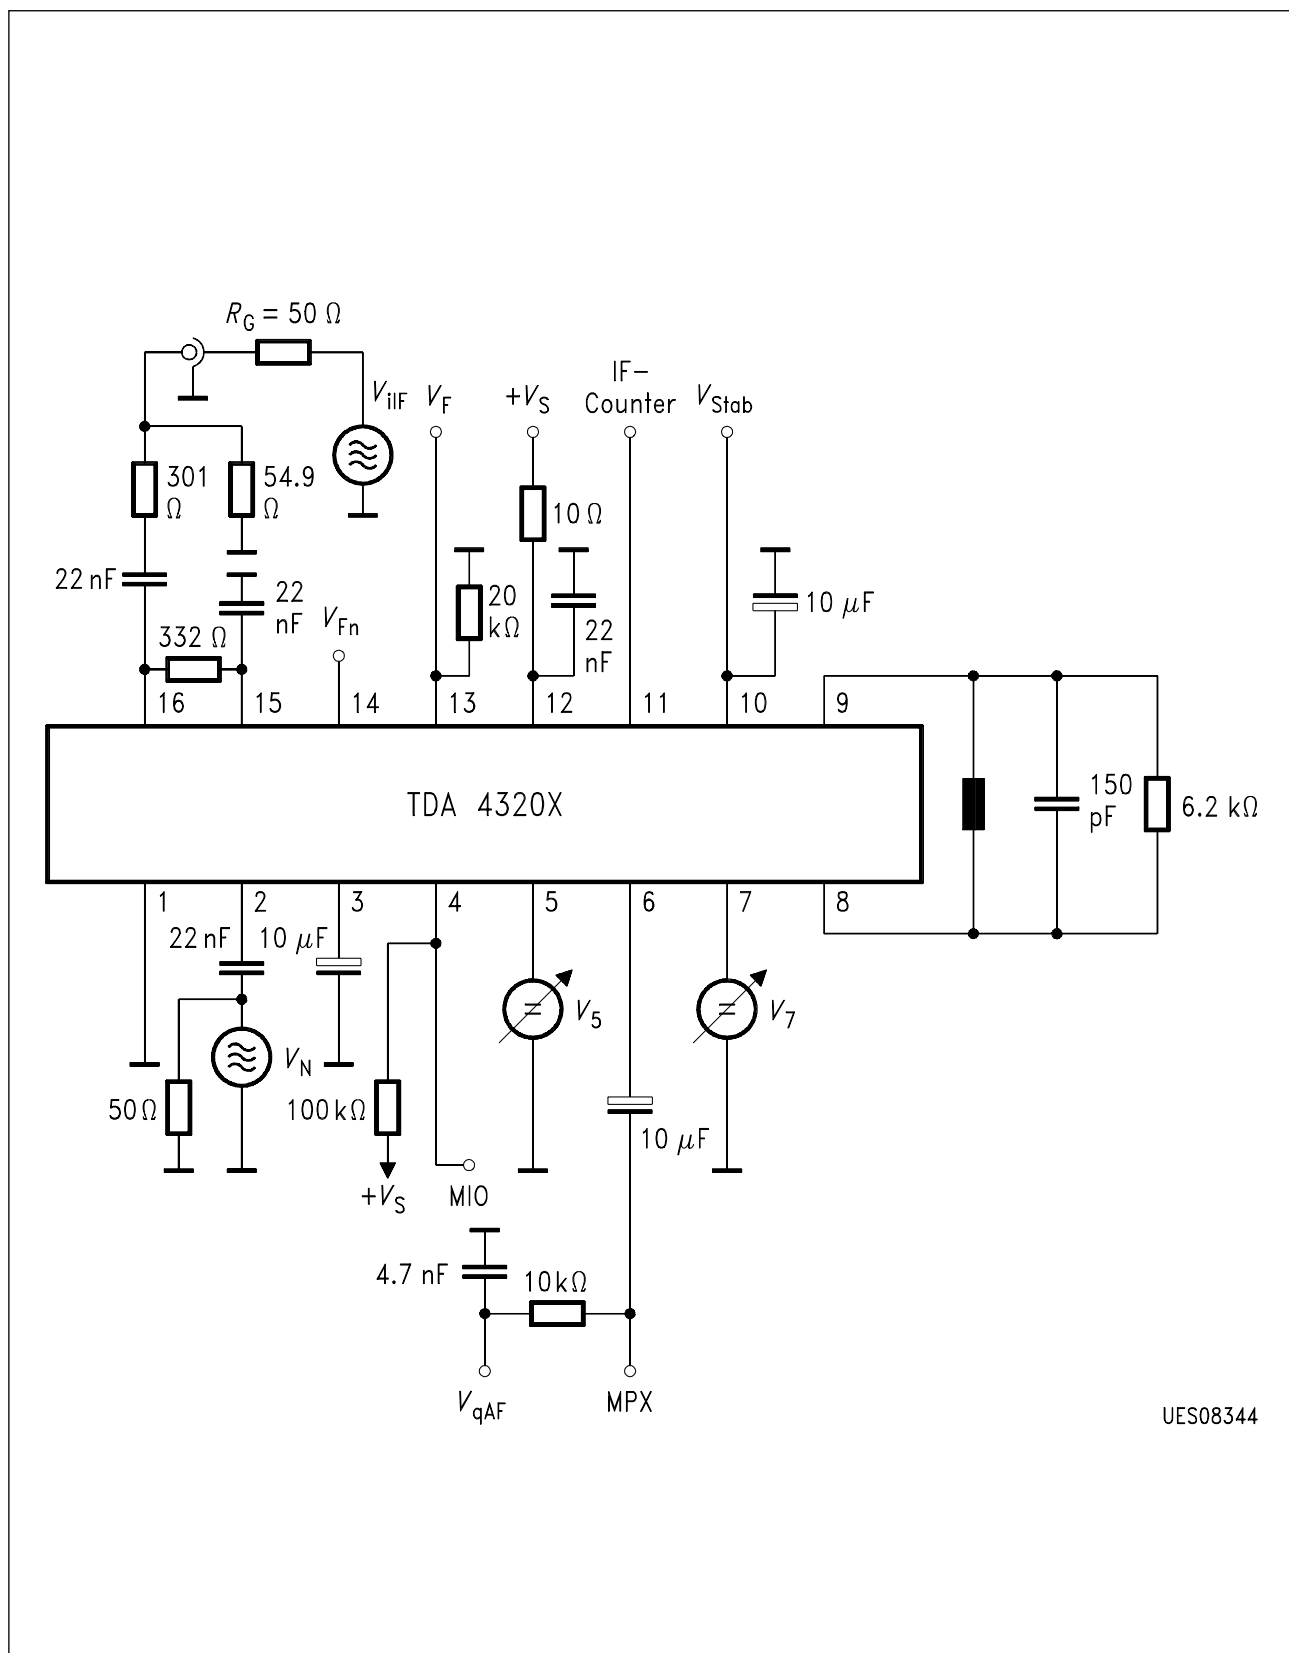 R_G = 50 Ω
V_iIF
V_F
+V_S
IF-
Counter
V_Stab
301
Ω
54.9
Ω
10 Ω
22 nF
22
nF
20
kΩ
22
nF
10 μF
332 Ω
V_Fn
16
15
14
13
12
11
10
9
TDA 4320X
150
pF
6.2 kΩ
1
2
3
4
5
6
7
8
22 nF
10 μF
V_5
V_7
V_N
50 Ω
100 kΩ
10 μF
+V_S
MIO
4.7 nF
10 kΩ
V_qAF
MPX
UES08344